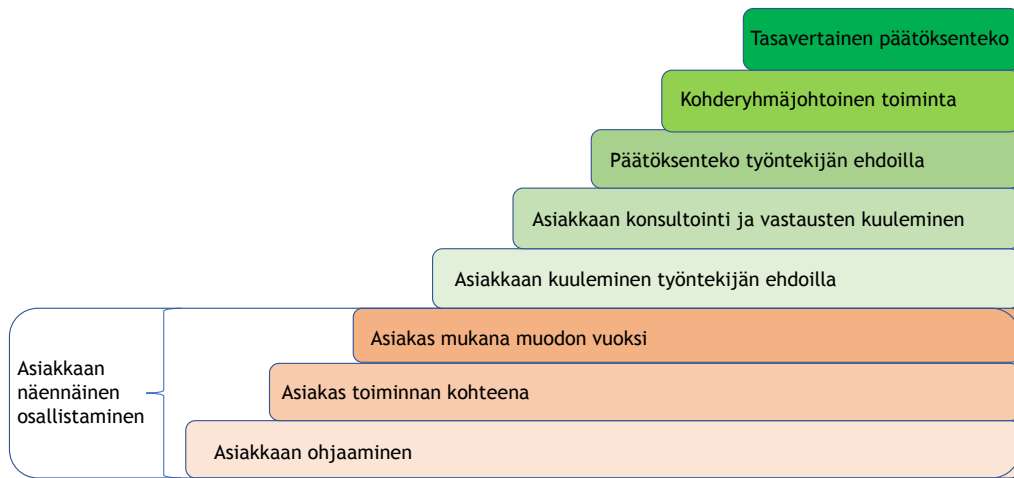 Tasavertainen päätöksenteko
Kohderyhmäjohtoinen toiminta
Päätöksenteko työntekijän ehdoilla
Asiakkaan konsultointi ja vastausten kuuleminen
Asiakkaan kuuleminen työntekijän ehdoilla
Asiakas mukana muodon vuoksi
Asiakkaan
näennäinen
osallistaminen
Asiakas toiminnan kohteena
Asiakkaan ohjaaminen